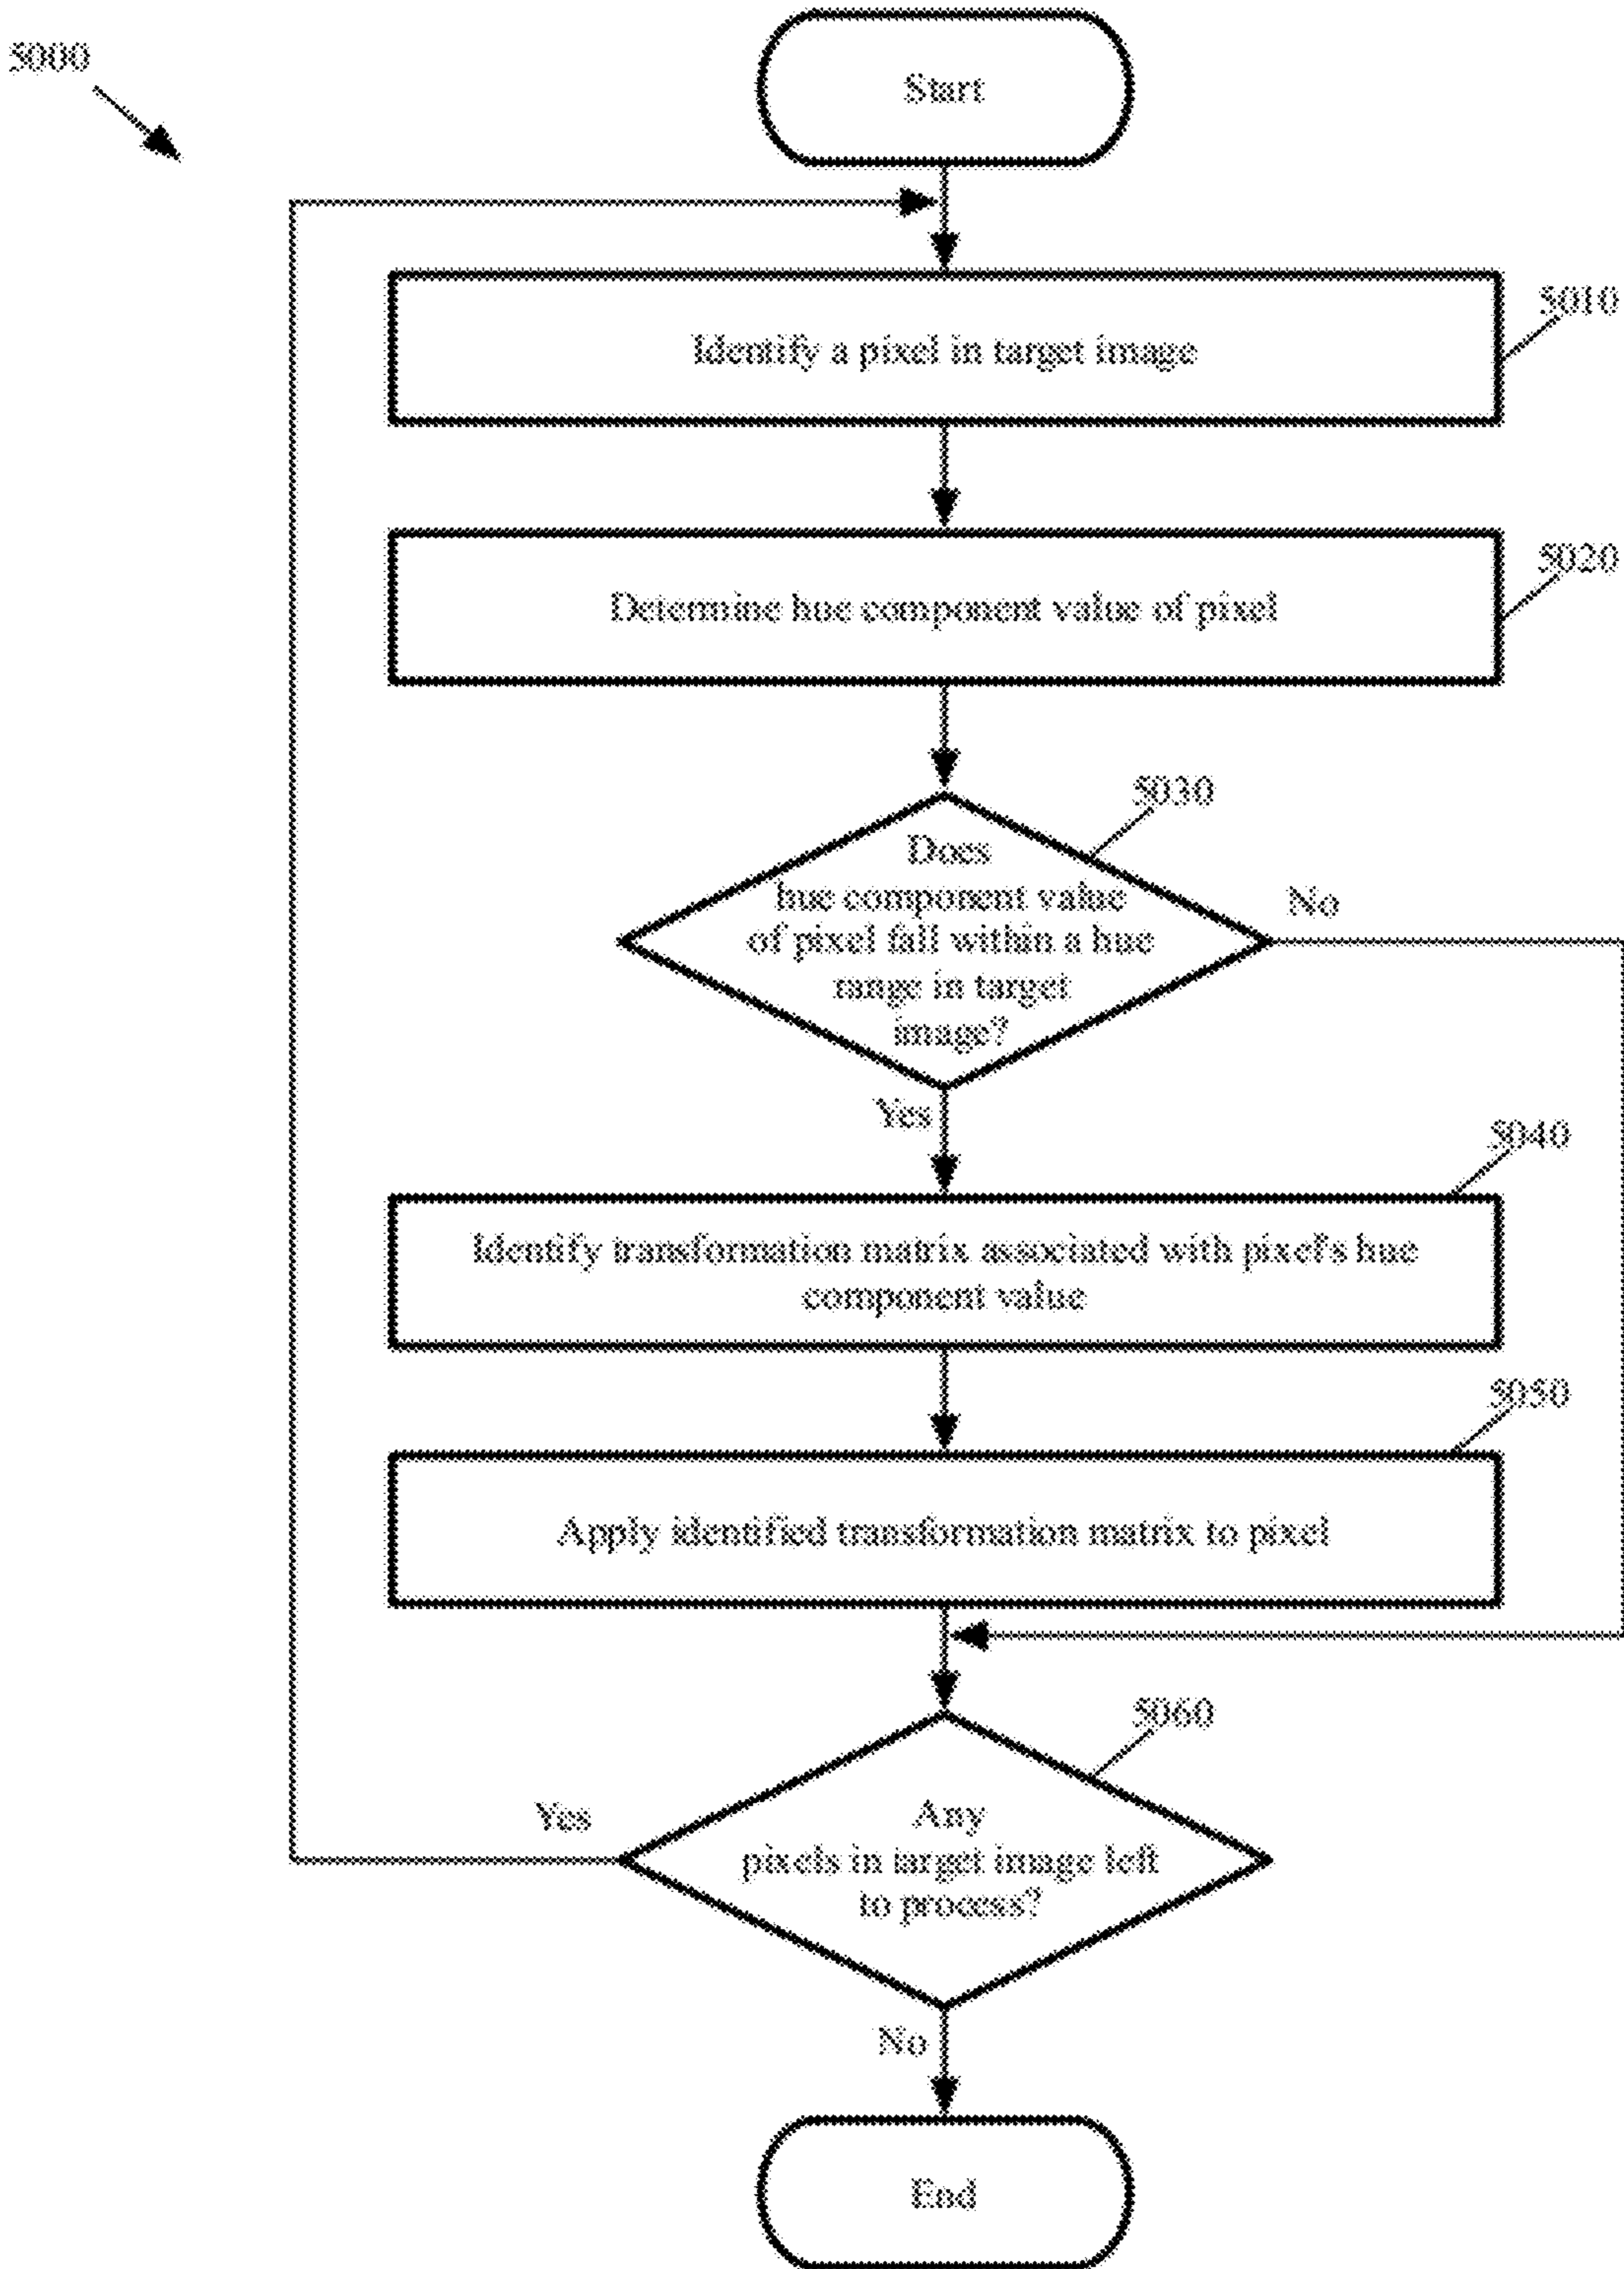 5000
Start
5010
Identify a pixel in target image
5020
Determine hue component value of pixel
5030
Does
hue component value
of pixel fall within a hue
range in target
image?
No
Yes
5040
Identify transformation matrix associated with pixel's hue
component value
5050
Apply identified transformation matrix to pixel
5060
Any
pixels in target image left
to process?
Yes
No
End